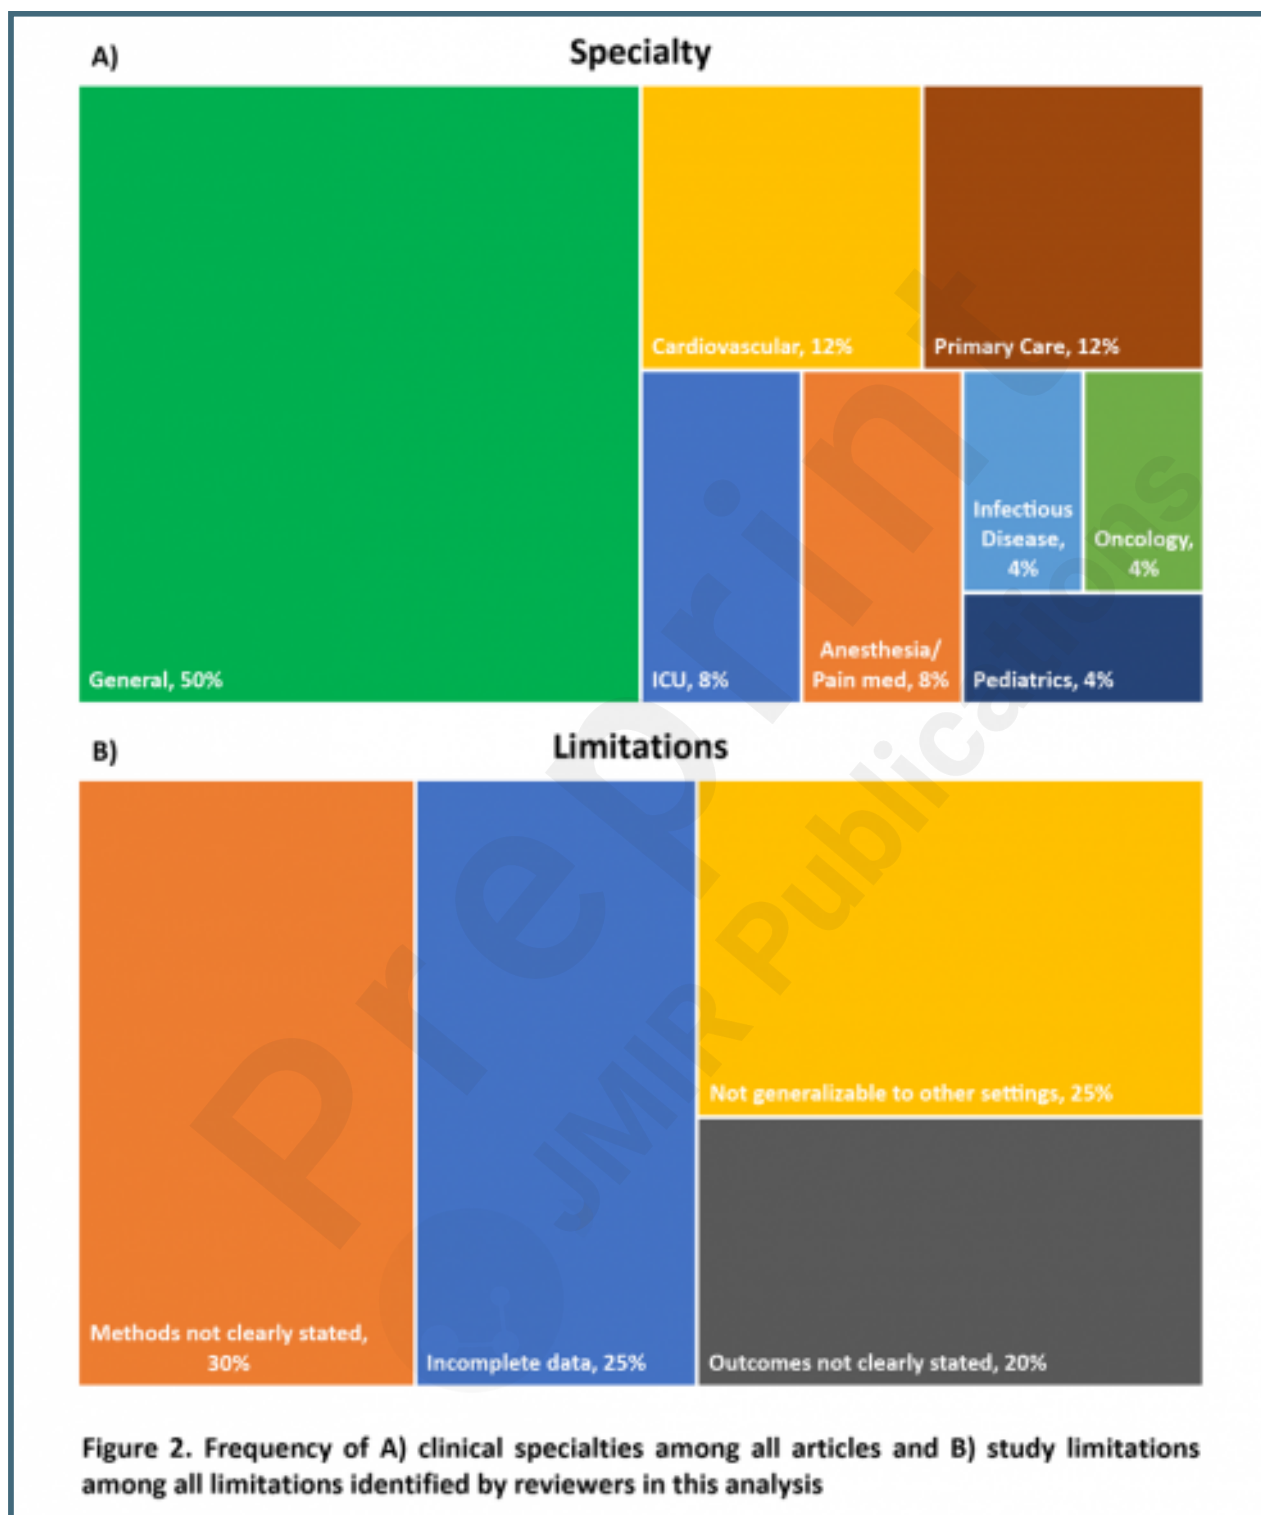 A)
Specialty
Cardiovascular, 12%
Primary Care, 12%
Infectious
Disease,
4%
Oncology,
4%
General, 50%
ICU, 8%
Anesthesia/
Pain med, 8%
Pediatrics, 4%
B)
Limitations
Not generalizable to other settings, 25%
Methods not clearly stated,
30%
Incomplete data, 25%
Outcomes not clearly stated, 20%
Preprint
JMIR Publications
Figure 2. Frequency of A) clinical specialties among all articles and B) study limitations
among all limitations identified by reviewers in this analysis